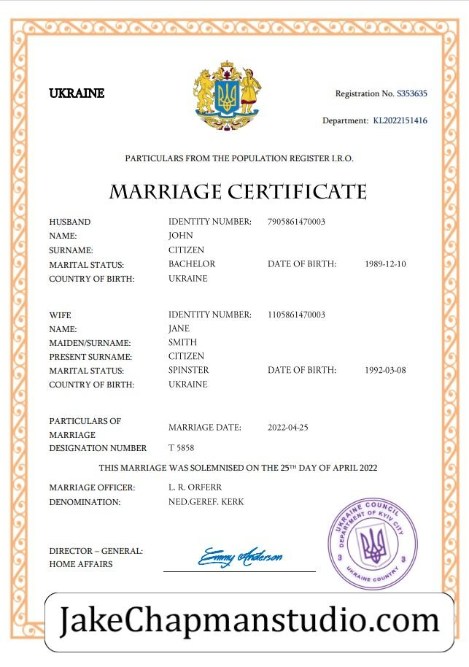 UKRAINE
Registration No. S353635
Department: KL2022151416
PARTICULARS FROM THE POPULATION REGISTER I.R.O.
MARRIAGE CERTIFICATE
HUSBAND IDENTITY NUMBER: 7905861470003
NAME: JOHN
SURNAME: CITIZEN
MARITAL STATUS: BACHELOR DATE OF BIRTH: 1989-12-10
COUNTRY OF BIRTH: UKRAINE
WIFE IDENTITY NUMBER: 1105861470003
NAME: JANE
MAIDEN/SURNAME: SMITH
PRESENT SURNAME: CITIZEN
MARITAL STATUS: SPINSTER DATE OF BIRTH: 1992-03-08
COUNTRY OF BIRTH: UKRAINE
PARTICULARS OF
MARRIAGE MARRIAGE DATE: 2022-04-25
DESIGNATION NUMBER T 5858
THIS MARRIAGE WAS SOLEMNISED ON THE 25TH DAY OF APRIL 2022
MARRIAGE OFFICER: L. R. ORFERR
DENOMINATION: NED.GEREF. KERK
DIRECTOR – GENERAL:
HOME AFFAIRS
Emmy Anderson
UKRAINE COUNCIL
DEPARTMENT OF KYIV CITY
UKRAINE COUNTRY
JakeChapmanstudio.com